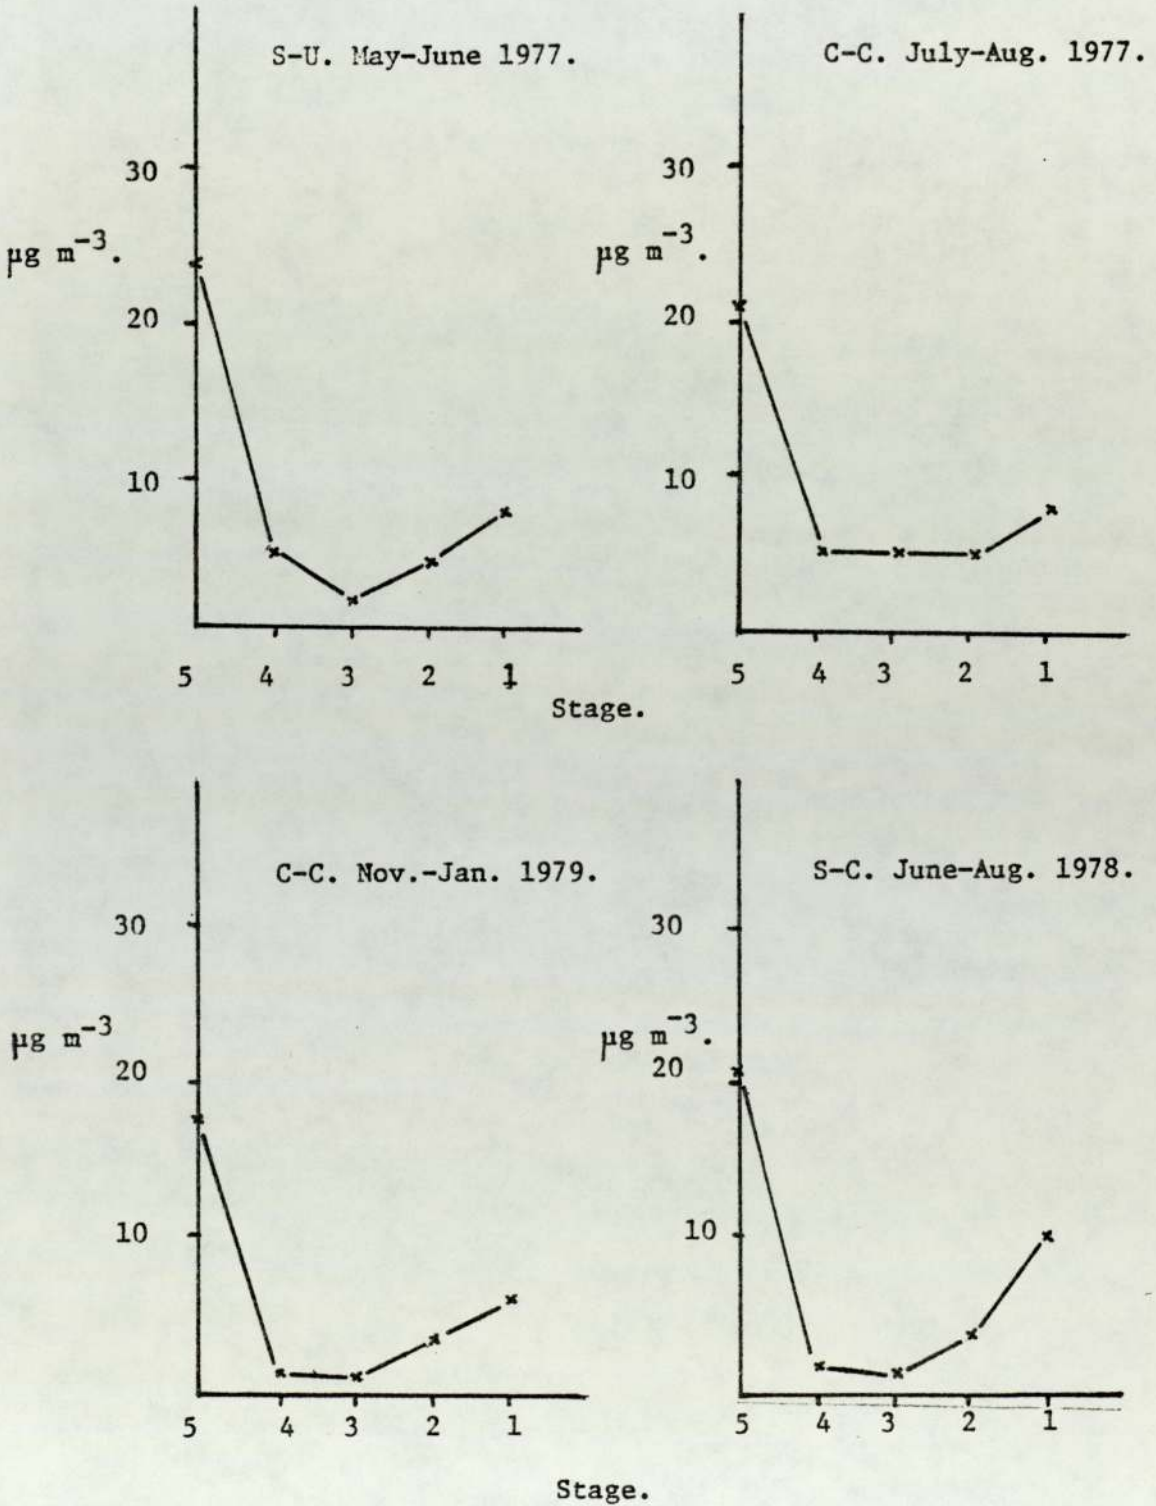 S-U. May-June 1977.
30
μg m⁻³.
20
10
5 4 3 2 1
C-C. July-Aug. 1977.
30
μg m⁻³.
20
10
5 4 3 2 1
Stage.
C-C. Nov.-Jan. 1979.
30
μg m⁻³
20
10
5 4 3 2 1
S-C. June-Aug. 1978.
30
μg m⁻³.
20
10
5 4 3 2 1
Stage.